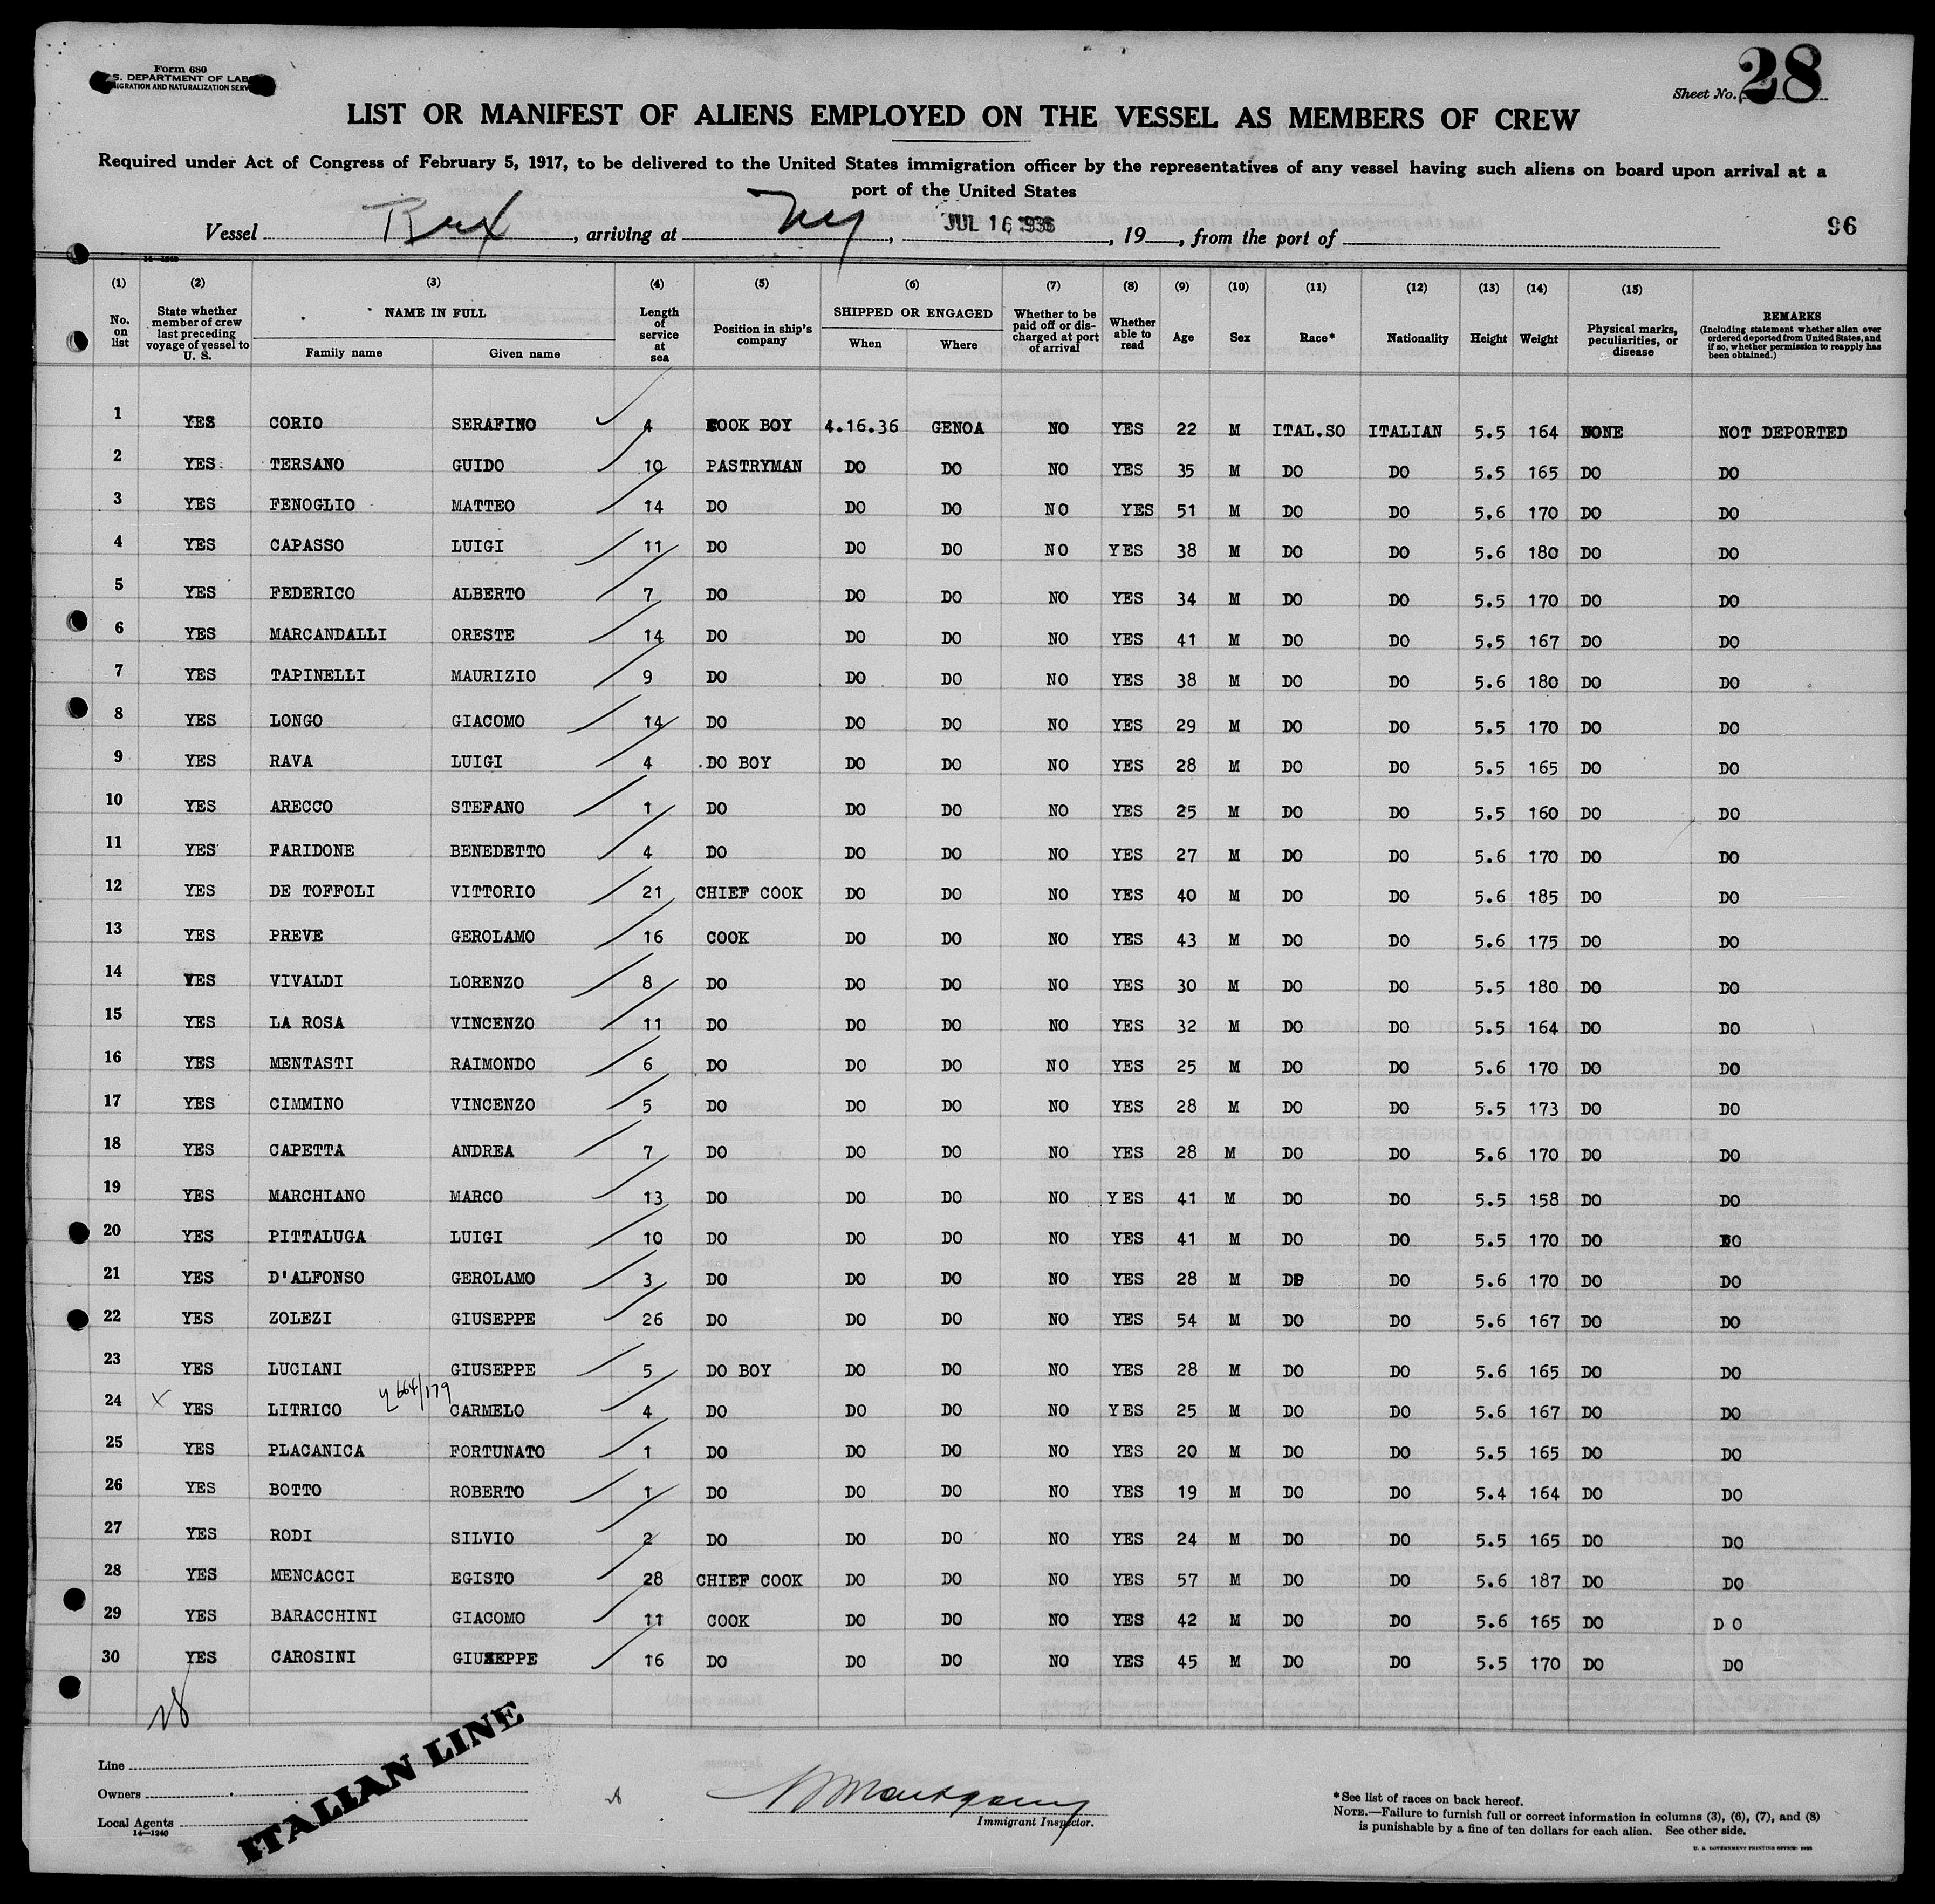 Form 680
S. DEPARTMENT OF LAB
IGRATION AND NATURALIZATION SERV
Sheet No. 28
LIST OR MANIFEST OF ALIENS EMPLOYED ON THE VESSEL AS MEMBERS OF CREW
Required under Act of Congress of February 5, 1917, to be delivered to the United States immigration officer by the representatives of any vessel having such aliens on board upon arrival at a
port of the United States
Vessel Rex, arriving at Ny, JUL 16 1936, 19, from the port of
96
(1) (2) (3) (4) (5) (6) (7) (8) (9) (10) (11) (12) (13) (14) (15)
No. on list
State whether member of crew last preceding voyage of vessel to U. S.
NAME IN FULL
Family name
Given name
Length of service at sea
Position in ship's company
SHIPPED OR ENGAGED
When
Where
Whether to be paid off or discharged at port of arrival
Whether able to read
Age
Sex
Race*
Nationality
Height
Weight
Physical marks, peculiarities, or disease
REMARKS
(Including statement whether alien ever ordered deported from United States, and if so, whether permission to reapply has been obtained.)
1 YES CORIO SERAFINO 4 COOK BOY 4.16.36 GENOA NO YES 22 M ITAL.SO ITALIAN 5.5 164 NONE NOT DEPORTED
2 YES TERSANO GUIDO 10 PASTRYMAN DO DO NO YES 35 M DO DO 5.5 165 DO DO
3 YES FENOGLIO MATTEO 14 DO DO DO NO YES 51 M DO DO 5.6 170 DO DO
4 YES CAPASSO LUIGI 11 DO DO DO NO YES 38 M DO DO 5.6 180 DO DO
5 YES FEDERICO ALBERTO 7 DO DO DO NO YES 34 M DO DO 5.5 170 DO DO
6 YES MARCANDALLI ORESTE 14 DO DO DO NO YES 41 M DO DO 5.5 167 DO DO
7 YES TAPINELLI MAURIZIO 9 DO DO DO NO YES 38 M DO DO 5.6 180 DO DO
8 YES LONGO GIACOMO 14 DO DO DO NO YES 29 M DO DO 5.5 170 DO DO
9 YES RAVA LUIGI 4 DO BOY DO DO NO YES 28 M DO DO 5.5 165 DO DO
10 YES ARECCO STEFANO 1 DO DO DO NO YES 25 M DO DO 5.5 160 DO DO
11 YES FARIDONE BENEDETTO 4 DO DO DO NO YES 27 M DO DO 5.6 170 DO DO
12 YES DE TOFFOLI VITTORIO 21 CHIEF COOK DO DO NO YES 40 M DO DO 5.6 185 DO DO
13 YES PREVE GEROLAMO 16 COOK DO DO NO YES 43 M DO DO 5.6 175 DO DO
14 YES VIVALDI LORENZO 8 DO DO DO NO YES 30 M DO DO 5.5 180 DO DO
15 YES LA ROSA VINCENZO 11 DO DO DO NO YES 32 M DO DO 5.5 164 DO DO
16 YES MENTASTI RAIMONDO 6 DO DO DO NO YES 25 M DO DO 5.6 170 DO DO
17 YES CIMMINO VINCENZO 5 DO DO DO NO YES 28 M DO DO 5.5 173 DO DO
18 YES CAPETTA ANDREA 7 DO DO DO NO YES 28 M DO DO 5.6 170 DO DO
19 YES MARCHIANO MARCO 13 DO DO DO NO YES 41 M DO DO 5.5 158 DO DO
20 YES PITTALUGA LUIGI 10 DO DO DO NO YES 41 M DO DO 5.5 170 DO DO
21 YES D'ALFONSO GEROLAMO 3 DO DO DO NO YES 28 M DO DO 5.6 170 DO DO
22 YES ZOLEZI GIUSEPPE 26 DO DO DO NO YES 54 M DO DO 5.6 167 DO DO
23 YES LUCIANI GIUSEPPE 5 DO BOY DO DO NO YES 28 M DO DO 5.6 165 DO DO
24 X YES LITRICO 664/179 CARMELO 4 DO DO DO NO YES 25 M DO DO 5.6 167 DO DO
25 YES PLACANICA FORTUNATO 1 DO DO DO NO YES 20 M DO DO 5.5 165 DO DO
26 YES BOTTO ROBERTO 1 DO DO DO NO YES 19 M DO DO 5.4 164 DO DO
27 YES RODI SILVIO 2 DO DO DO NO YES 24 M DO DO 5.5 165 DO DO
28 YES MENCACCI EGISTO 28 CHIEF COOK DO DO NO YES 57 M DO DO 5.6 187 DO DO
29 YES BARACCHINI GIACOMO 11 COOK DO DO NO YES 42 M DO DO 5.6 165 DO DO
30 YES CAROSINI GIUSEPPE 16 DO DO DO NO YES 45 M DO DO 5.5 170 DO DO
Line
Owners
Local Agents
14—1240
ITALIAN LINE
Montgomery
Immigrant Inspector.
*See list of races on back hereof.
NOTE.—Failure to furnish full or correct information in columns (3), (6), (7), and (8)
is punishable by a fine of ten dollars for each alien. See other side.